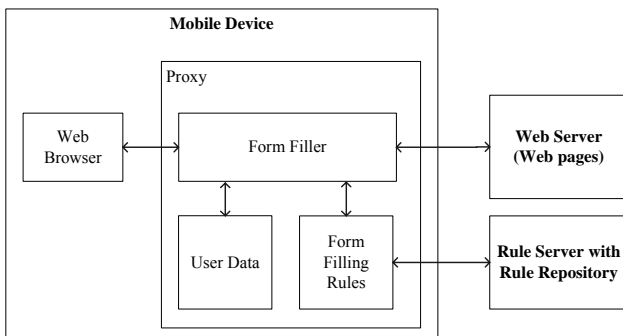 Mobile Device
Proxy
Web
Browser
Form Filler
Web Server
(Web pages)
User Data
Form
Filling
Rules
Rule Server with
Rule Repository